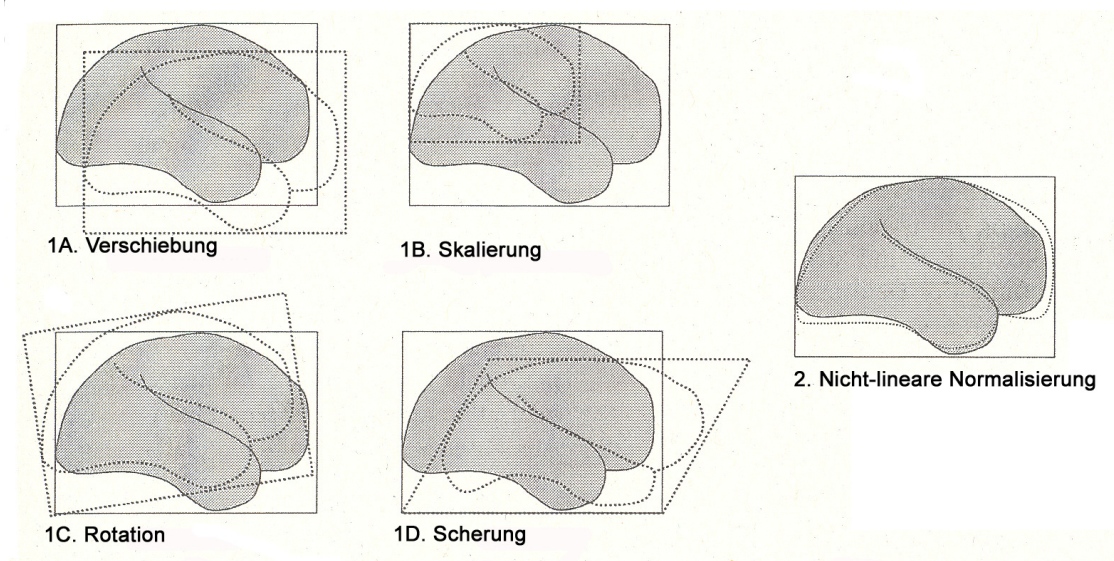 1A. Verschiebung
1B. Skalierung
1C. Rotation
1D. Scherung
2. Nicht-lineare Normalisierung